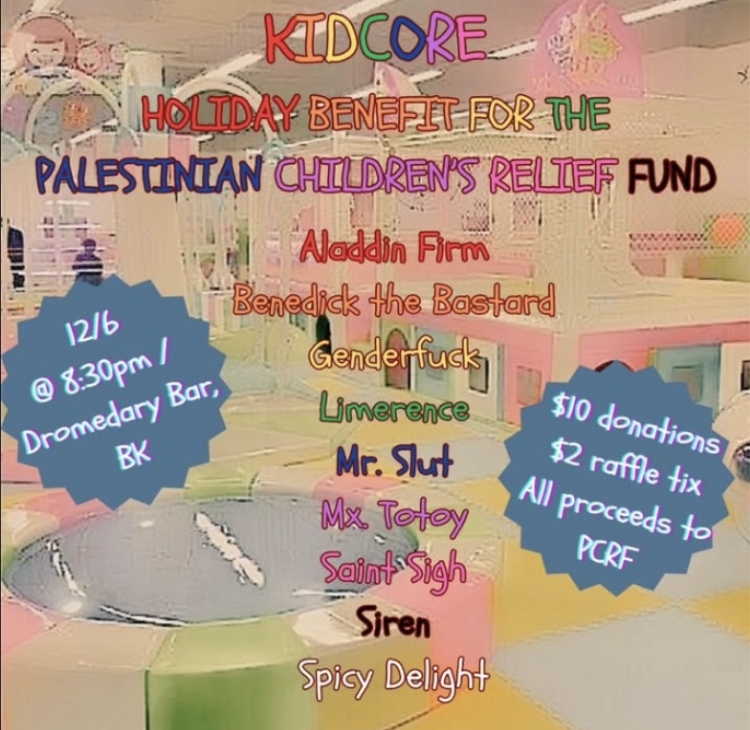 KIDCORE
HOLIDAY BENEFIT FOR THE
PALESTINIAN CHILDREN'S RELIEF FUND
Aladdin Firm
Benedick the Bastard
Genderfuck
Limerence
Mr. Slut
Mx. Totoy
Saint Sigh
Siren
Spicy Delight
12/6
@ 8:30pm /
Dromedary Bar,
BK
$10 donations
$2 raffle tix
All proceeds to
PCRF